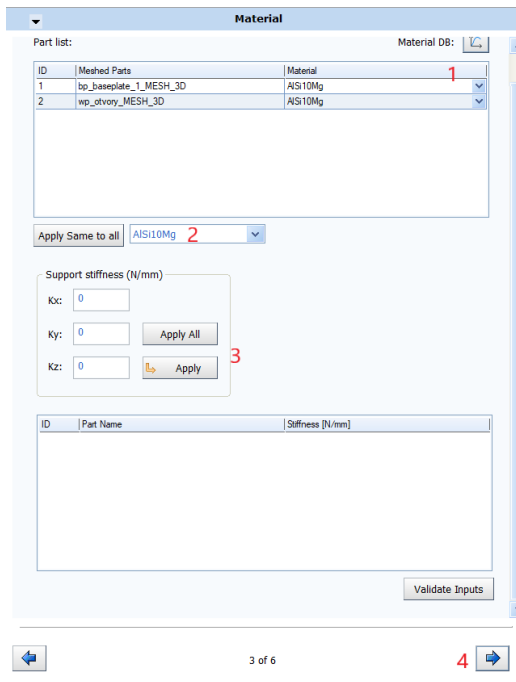 Material
Part list: Material DB:
ID Meshed Parts Material 1
1 bp_baseplate_1_MESH_3D AlSi10Mg
2 wp_otvory_MESH_3D AlSi10Mg
Apply Same to all AlSi10Mg 2
Support stiffness (N/mm)
Kx: 0
Ky: 0 Apply All
3
Kz: 0 Apply
ID Part Name Stiffness [N/mm]
Validate Inputs
3 of 6 4